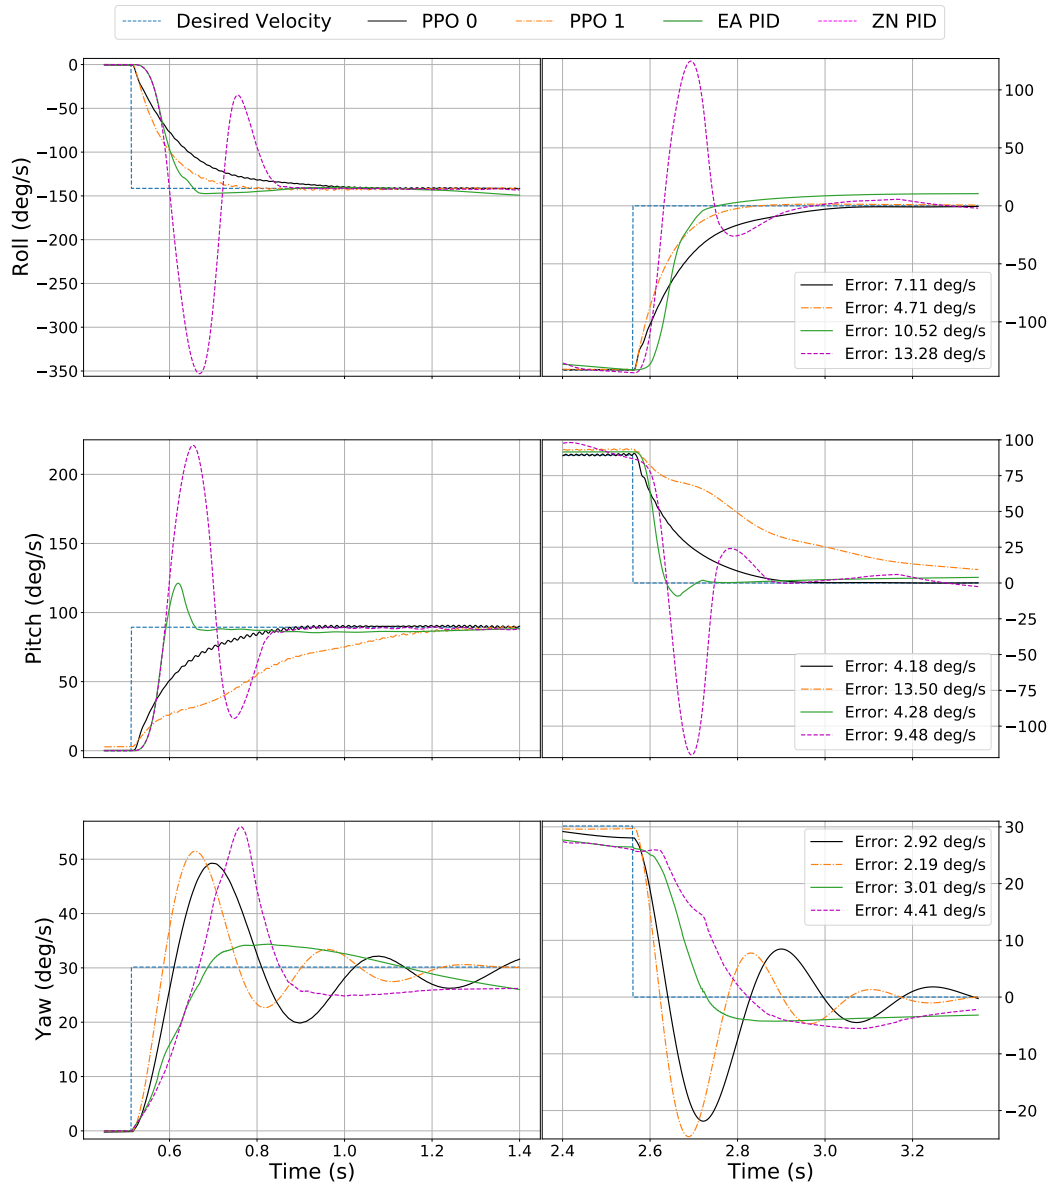 Desired Velocity PPO 0 PPO 1 EA PID ZN PID
Roll (deg/s)
0
−50
−100
−150
−200
−250
−300
−350
100
50
0
−50
−100
Error: 7.11 deg/s
Error: 4.71 deg/s
Error: 10.52 deg/s
Error: 13.28 deg/s
Pitch (deg/s)
200
150
100
50
0
100
75
50
25
0
−25
−50
−75
−100
Error: 4.18 deg/s
Error: 13.50 deg/s
Error: 4.28 deg/s
Error: 9.48 deg/s
Yaw (deg/s)
50
40
30
20
10
0
30
20
10
0
−10
−20
Error: 2.92 deg/s
Error: 2.19 deg/s
Error: 3.01 deg/s
Error: 4.41 deg/s
0.6 0.8 1.0 1.2 1.4
2.4 2.6 2.8 3.0 3.2
Time (s)
Time (s)